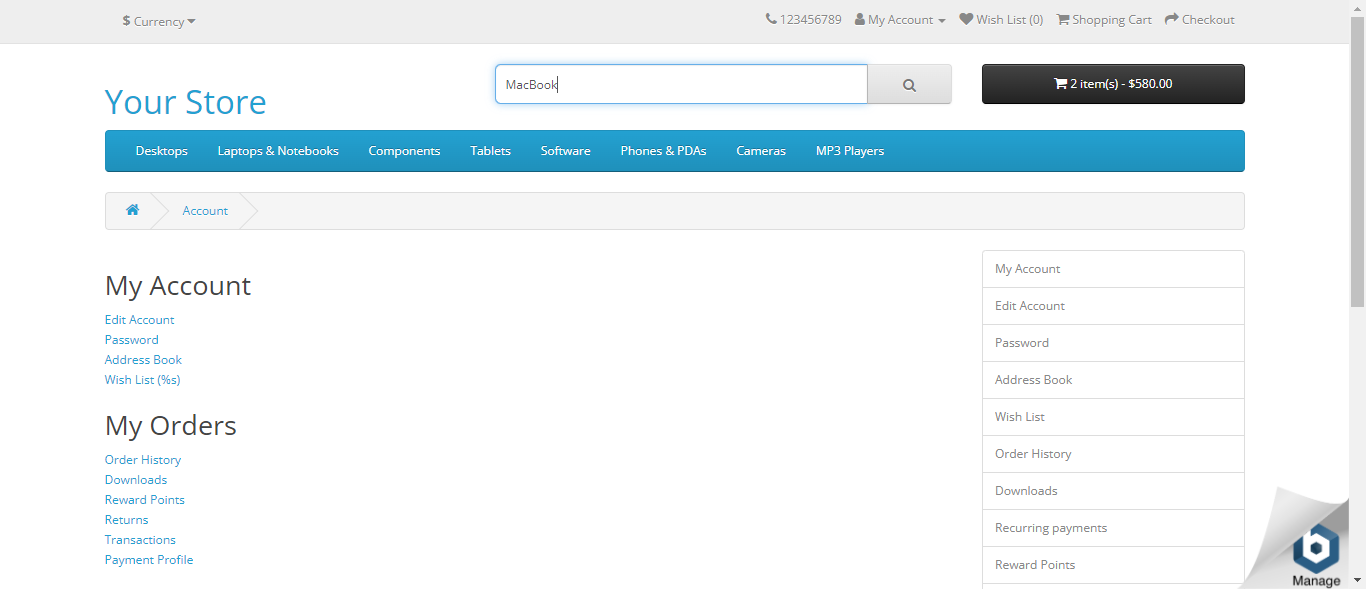 $ Currency 123456789 My Account Wish List (0) Shopping Cart Checkout
Your Store
MacBook
2 item(s) - $580.00
Desktops Laptops & Notebooks Components Tablets Software Phones & PDAs Cameras MP3 Players
Account
My Account
Edit Account
Password
Address Book
Wish List (%s)
My Orders
Order History
Downloads
Reward Points
Returns
Transactions
Payment Profile
My Account
Edit Account
Password
Address Book
Wish List
Order History
Downloads
Recurring payments
Reward Points
b
Manage